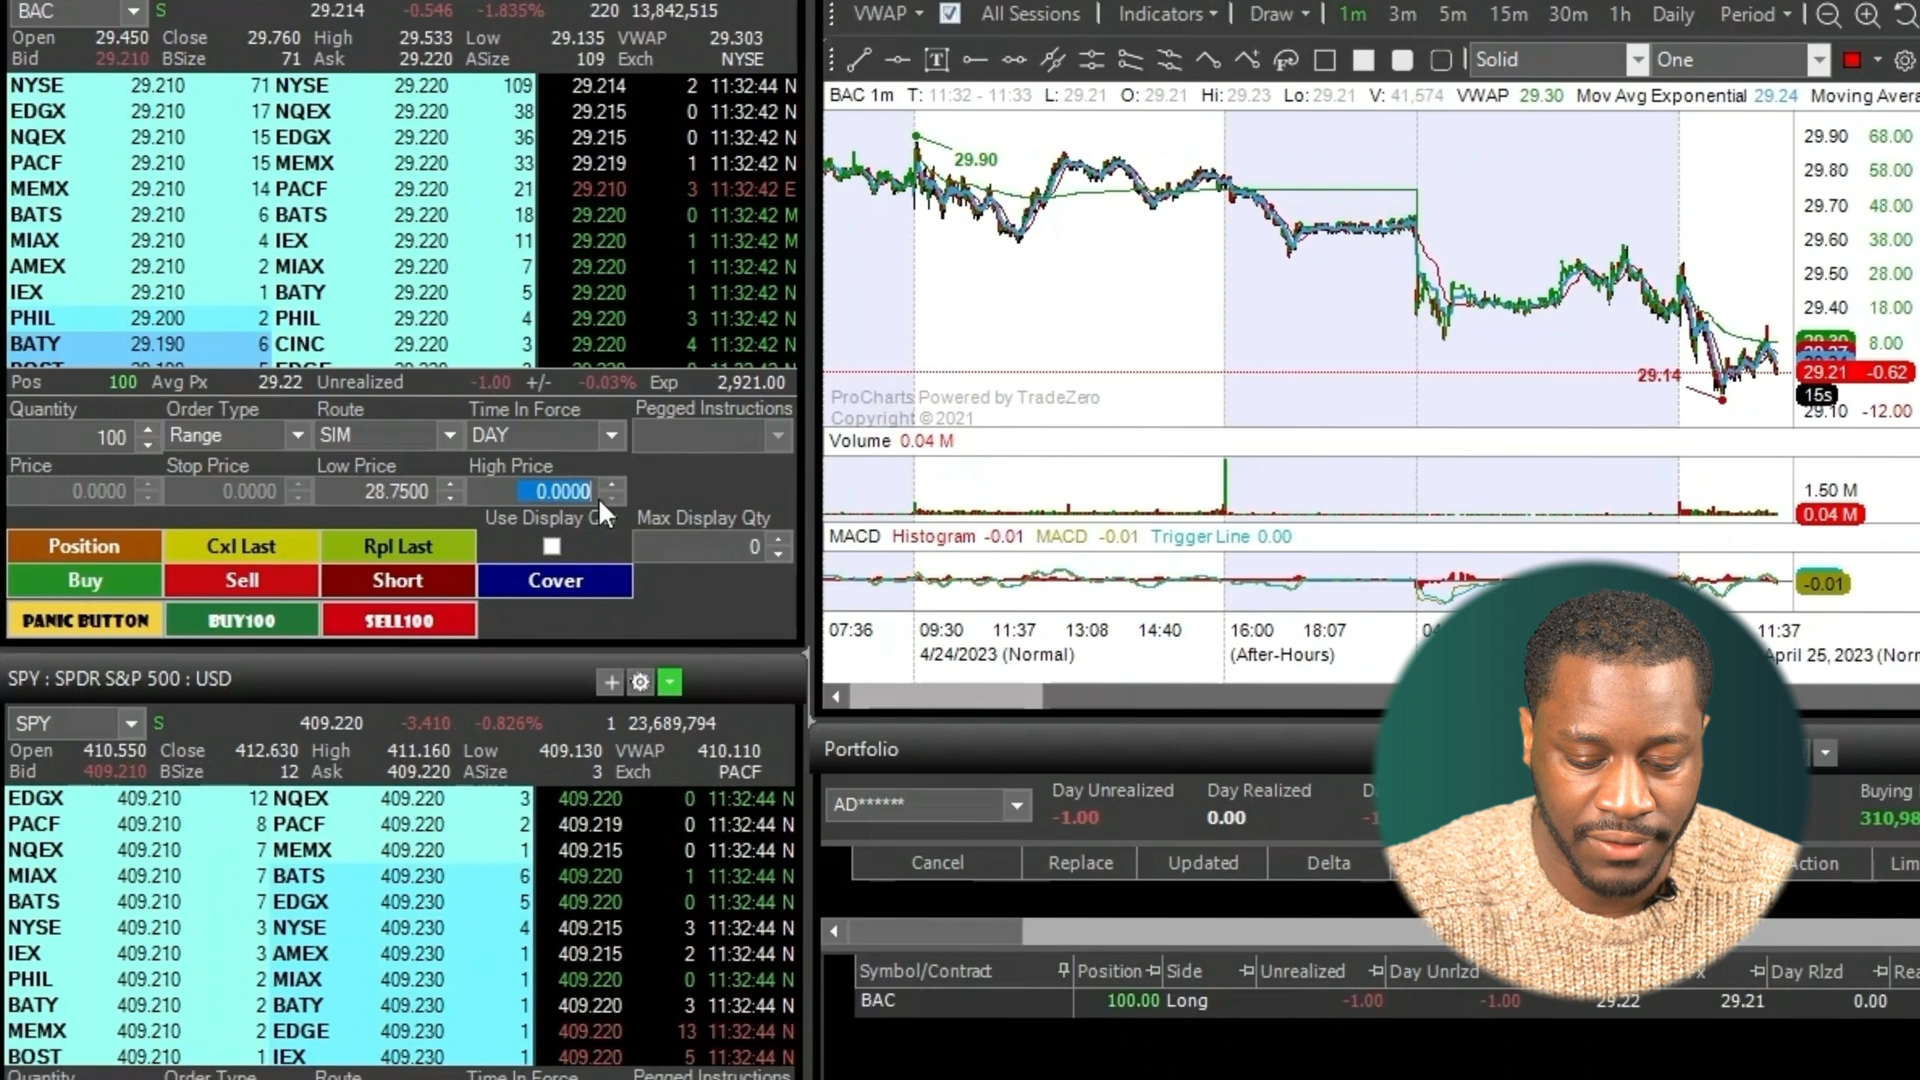 BAC S 29.214 -0.546 -1.835% 220 13,842,515
Open 29.450 Close 29.760 High 29.533 Low 29.135 VWAP 29.303
Bid 29.210 BSize 71 Ask 29.220 ASize 109 Exch NYSE
NYSE 29.210 71 NYSE 29.220 109 29.214 2 11:32:44 N
EDGX 29.210 17 NQEX 29.220 38 29.215 0 11:32:42 N
NQEX 29.210 15 EDGX 29.220 36 29.215 0 11:32:42 N
PACF 29.210 15 MEMX 29.220 33 29.219 1 11:32:42 N
MEMX 29.210 14 PACF 29.220 21 29.210 3 11:32:42 E
BATS 29.210 6 BATS 29.220 18 29.220 0 11:32:42 M
MIAX 29.210 4 IEX 29.220 11 29.220 1 11:32:42 M
AMEX 29.210 2 MIAX 29.220 7 29.220 1 11:32:42 N
IEX 29.210 1 BATY 29.220 5 29.220 1 11:32:42 N
PHIL 29.200 2 PHIL 29.220 4 29.220 3 11:32:42 N
BATY 29.190 6 CINC 29.220 3 29.220 4 11:32:42 N
Pos 100 Avg Px 29.22 Unrealized -1.00 +/- -0.03% Exp 2,921.00
Quantity Order Type Route Time In Force Pegged Instructions
100 Range SIM DAY
Price Stop Price Low Price High Price
0.0000 0.0000 28.7500 0.0000
Use Display Max Display Qty
Position Cxl Last Rpl Last 0
Buy Sell Short Cover
PANIC BUTTON BUY100 SELL100
SPY : SPDR S&P 500 : USD
SPY S 409.220 -3.410 -0.826% 1 23,689,794
Open 410.550 Close 412.630 High 411.160 Low 409.130 VWAP 410.110
Bid 409.210 BSize 12 Ask 409.220 ASize 3 Exch PACF
EDGX 409.210 12 NQEX 409.220 3 409.220 0 11:32:44 N
PACF 409.210 8 PACF 409.220 2 409.219 0 11:32:44 N
NQEX 409.210 7 MEMX 409.220 1 409.215 0 11:32:44 N
MIAX 409.210 7 BATS 409.230 6 409.220 1 11:32:44 N
BATS 409.210 7 EDGX 409.230 5 409.220 0 11:32:44 N
NYSE 409.210 3 NYSE 409.230 4 409.215 3 11:32:44 N
IEX 409.210 3 AMEX 409.230 1 409.215 2 11:32:44 N
PHIL 409.210 2 MIAX 409.230 1 409.220 0 11:32:44 N
BATY 409.210 2 BATY 409.230 1 409.220 3 11:32:44 N
MEMX 409.210 2 EDGE 409.230 1 409.220 13 11:32:44 N
BOST 409.210 1 IEX 409.230 1 409.220 5 11:32:44 N
Quantity Order Type Route Time In Force Pegged Instructions
VWAP All Sessions Indicators Draw 1m 3m 5m 15m 30m 1h Daily Period
T Solid One
BAC 1m T: 11:32 - 11:33 L: 29.21 O: 29.21 Hi: 29.23 Lo: 29.21 V: 41,574 VWAP 29.30 Mov Avg Exponential 29.24 Moving Avera
29.90 68.00
29.90
29.80 58.00
29.70 48.00
29.60 38.00
29.50 28.00
29.40 18.00
8.00
29.14 29.21 -0.62
15s
29.10 -12.00
ProCharts Powered by TradeZero
Copyright © 2021
Volume 0.04 M
1.50 M
0.04 M
MACD Histogram -0.01 MACD -0.01 Trigger Line 0.00
-0.01
07:36 09:30 11:37 13:08 14:40 16:00 18:07 11:37
4/24/2023 (Normal) (After-Hours) April 25, 2023 (Nor
Portfolio
AD****** Day Unrealized Day Realized Buying
-1.00 0.00 310,98
Cancel Replace Updated Delta Action Lim
Symbol/Contract Position Side Unrealized Day Unrlzd Day Rlzd Rea
BAC 100.00 Long -1.00 -1.00 29.22 29.21 0.00